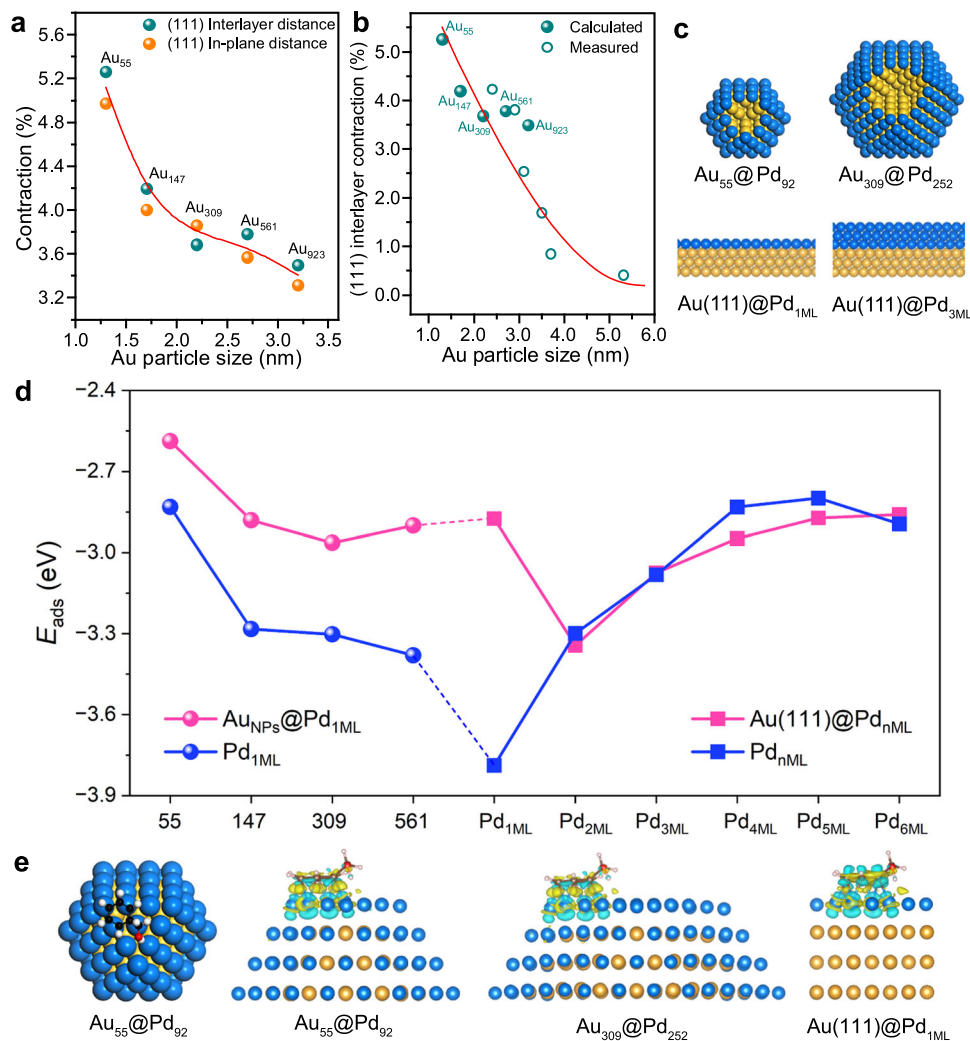 a
(111) Interlayer distance
(111) In-plane distance
Au55
Au147
Au309
Au561
Au923
Contraction (%)
5.6
5.2
4.8
4.4
4.0
3.6
3.2
1.0 1.5 2.0 2.5 3.0 3.5
Au particle size (nm)
b
Calculated
Measured
Au55
Au147
Au309
Au561
Au923
(111) interlayer contraction (%)
5.0
4.0
3.0
2.0
1.0
0.0
1.0 2.0 3.0 4.0 5.0 6.0
Au particle size (nm)
c
Au55@Pd92
Au309@Pd252
Au(111)@Pd1ML
Au(111)@Pd3ML
d
Eads (eV)
−2.4
−2.7
−3.0
−3.3
−3.6
−3.9
AuNPs@Pd1ML
Pd1ML
Au(111)@PdnML
PdnML
55 147 309 561 Pd1ML Pd2ML Pd3ML Pd4ML Pd5ML Pd6ML
e
Au55@Pd92
Au55@Pd92
Au309@Pd252
Au(111)@Pd1ML